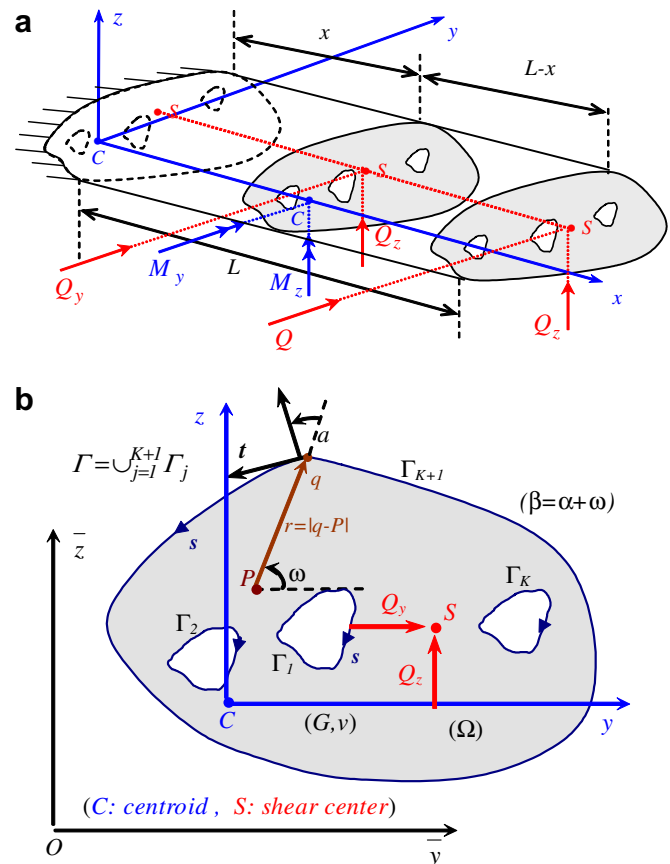 a
z
x
y
L-x
S
C
S
C
S
Q_z
M_y
L
M_z
Q_y
x
Q
Q_z
b
z
a
t
Γ=∪_{j=1}^{K+1}Γ_j
q
Γ_{K+1}
(β=α+ω)
z̄
s
r=|q-P|
P
ω
Γ_K
Q_y
S
Γ_2
Γ_1
s
Q_z
C
(G,ν)
(Ω)
y
(C: centroid , S: shear center)
O
y̅